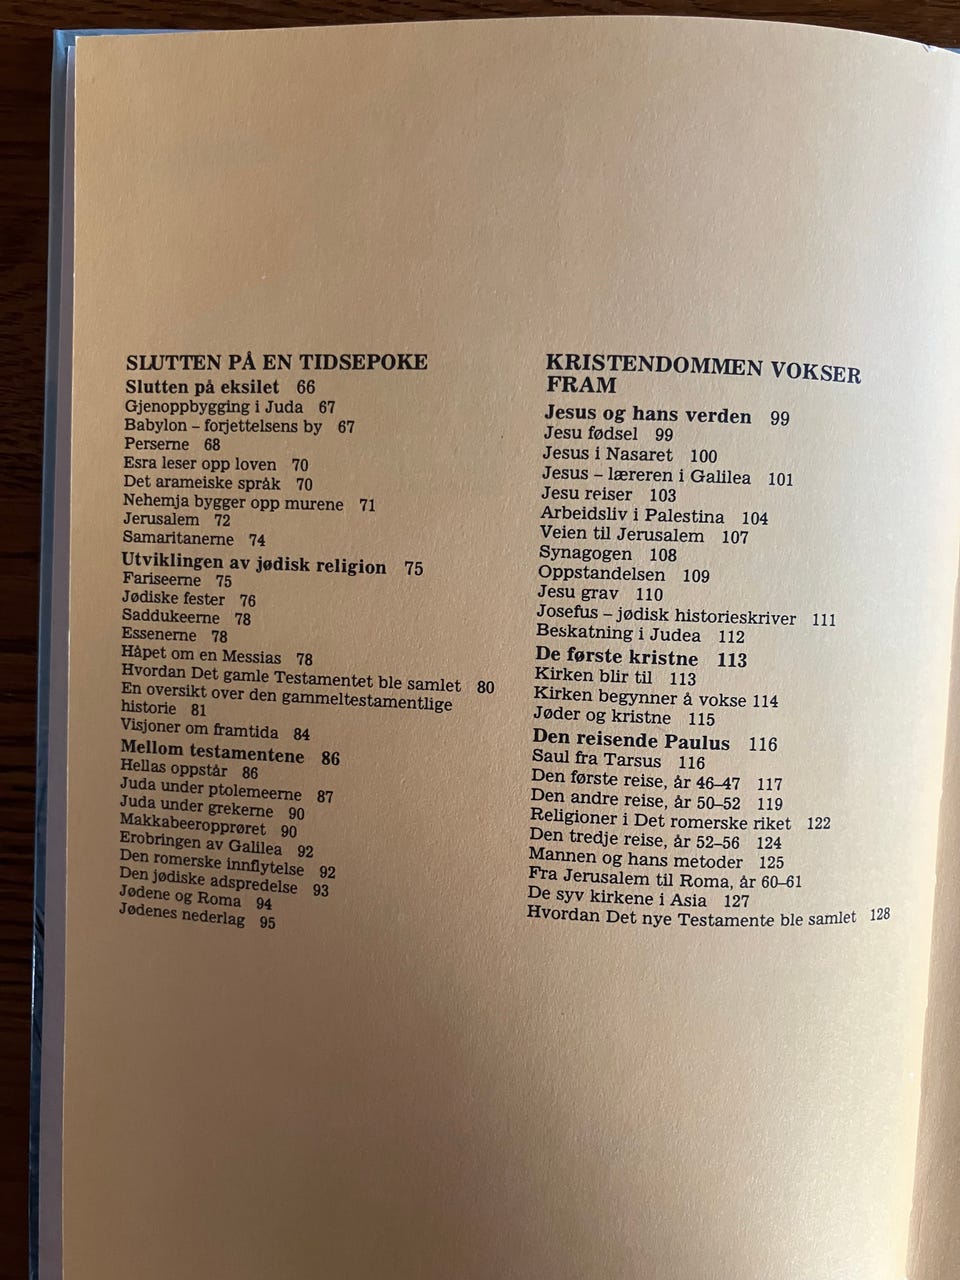 SLUTTEN PÅ EN TIDSEPOKE
Slutten på eksilet 66
Gjenoppbygging i Juda 67
Babylon – forjettelsens by 67
Perserne 68
Esra leser opp loven 70
Det arameiske språk 70
Nehemja bygger opp murene 71
Jerusalem 72
Samaritanerne 74
Utviklingen av jødisk religion 75
Fariseerne 75
Jødiske fester 76
Saddukeerne 78
Essenerne 78
Håpet om en Messias 78
Hvordan Det gamle Testamentet ble samlet 80
En oversikt over den gammeltestamentlige
historie 81
Visjoner om framtida 84
Mellom testamentene 86
Hellas oppstår 86
Juda under ptolemeerne 87
Juda under grekerne 90
Makkabeeropprøret 90
Erobringen av Galilea 92
Den romerske innflytelse 92
Den jødiske adspredelse 93
Jødene og Roma 94
Jødenes nederlag 95
KRISTENDOMMEN VOKSER
FRAM
Jesus og hans verden 99
Jesu fødsel 99
Jesus i Nasaret 100
Jesus – læreren i Galilea 101
Jesu reiser 103
Arbeidsliv i Palestina 104
Veien til Jerusalem 107
Synagogen 108
Oppstandelsen 109
Jesu grav 110
Josefus – jødisk historieskriver 111
Beskatning i Judea 112
De første kristne 113
Kirken blir til 113
Kirken begynner å vokse 114
Jøder og kristne 115
Den reisende Paulus 116
Saul fra Tarsus 116
Den første reise, år 46–47 117
Den andre reise, år 50–52 119
Religioner i Det romerske riket 122
Den tredje reise, år 52–56 124
Mannen og hans metoder 125
Fra Jerusalem til Roma, år 60–61
De syv kirkene i Asia 127
Hvordan Det nye Testamente ble samlet 128